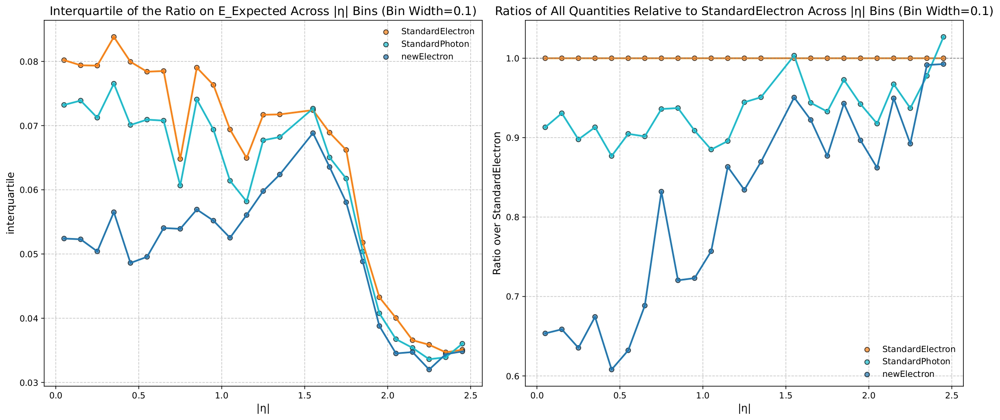 Interquartile of the Ratio on E_Expected Across |η| Bins (Bin Width=0.1)
StandardElectron
StandardPhoton
newElectron
0.08
0.07
0.06
0.05
0.04
0.03
interquartile
0.0 0.5 1.0 1.5 2.0 2.5
|η|
Ratios of All Quantities Relative to StandardElectron Across |η| Bins (Bin Width=0.1)
1.0
0.9
0.8
0.7
0.6
Ratio over StandardElectron
StandardElectron
StandardPhoton
newElectron
0.0 0.5 1.0 1.5 2.0 2.5
|η|